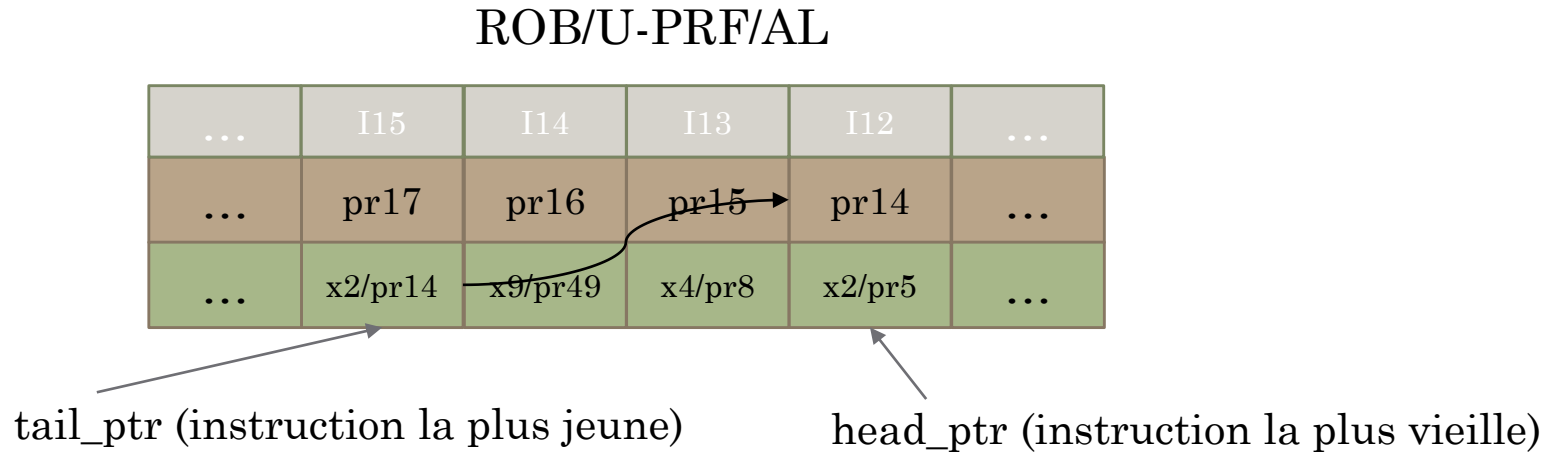 ROB/U-PRF/AL
... I15 I14 I13 I12 ...
... pr17 pr16 pr15 pr14 ...
... x2/pr14 x9/pr49 x4/pr8 x2/pr5 ...
tail_ptr (instruction la plus jeune)
head_ptr (instruction la plus vieille)